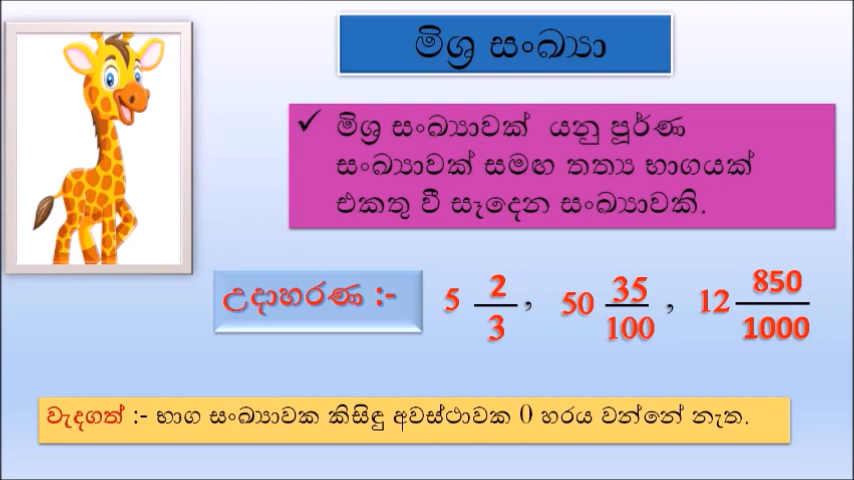 මිශ්‍ර සංඛ්‍යා
✓ මිශ්‍ර සංඛ්‍යාවක් යනු පූර්ණ
සංඛ්‍යාවක් සමඟ තත්‍ය භාගයක්
එකතු වී සෑදෙන සංඛ්‍යාවකි.
උදාහරණ :- 5 2/3 , 50 35/100 , 12 850/1000
වැදගත් :- භාග සංඛ්‍යාවක කිසිඳු අවස්ථාවක 0 හරය වන්නේ නැත.